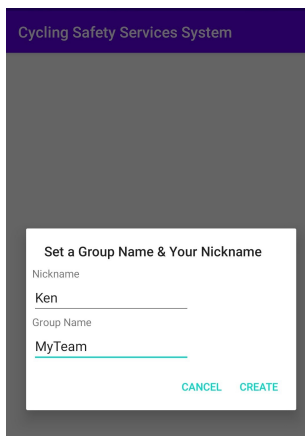 Cycling Safety Services System
Set a Group Name & Your Nickname
Nickname
Ken
Group Name
MyTeam
CANCEL CREATE